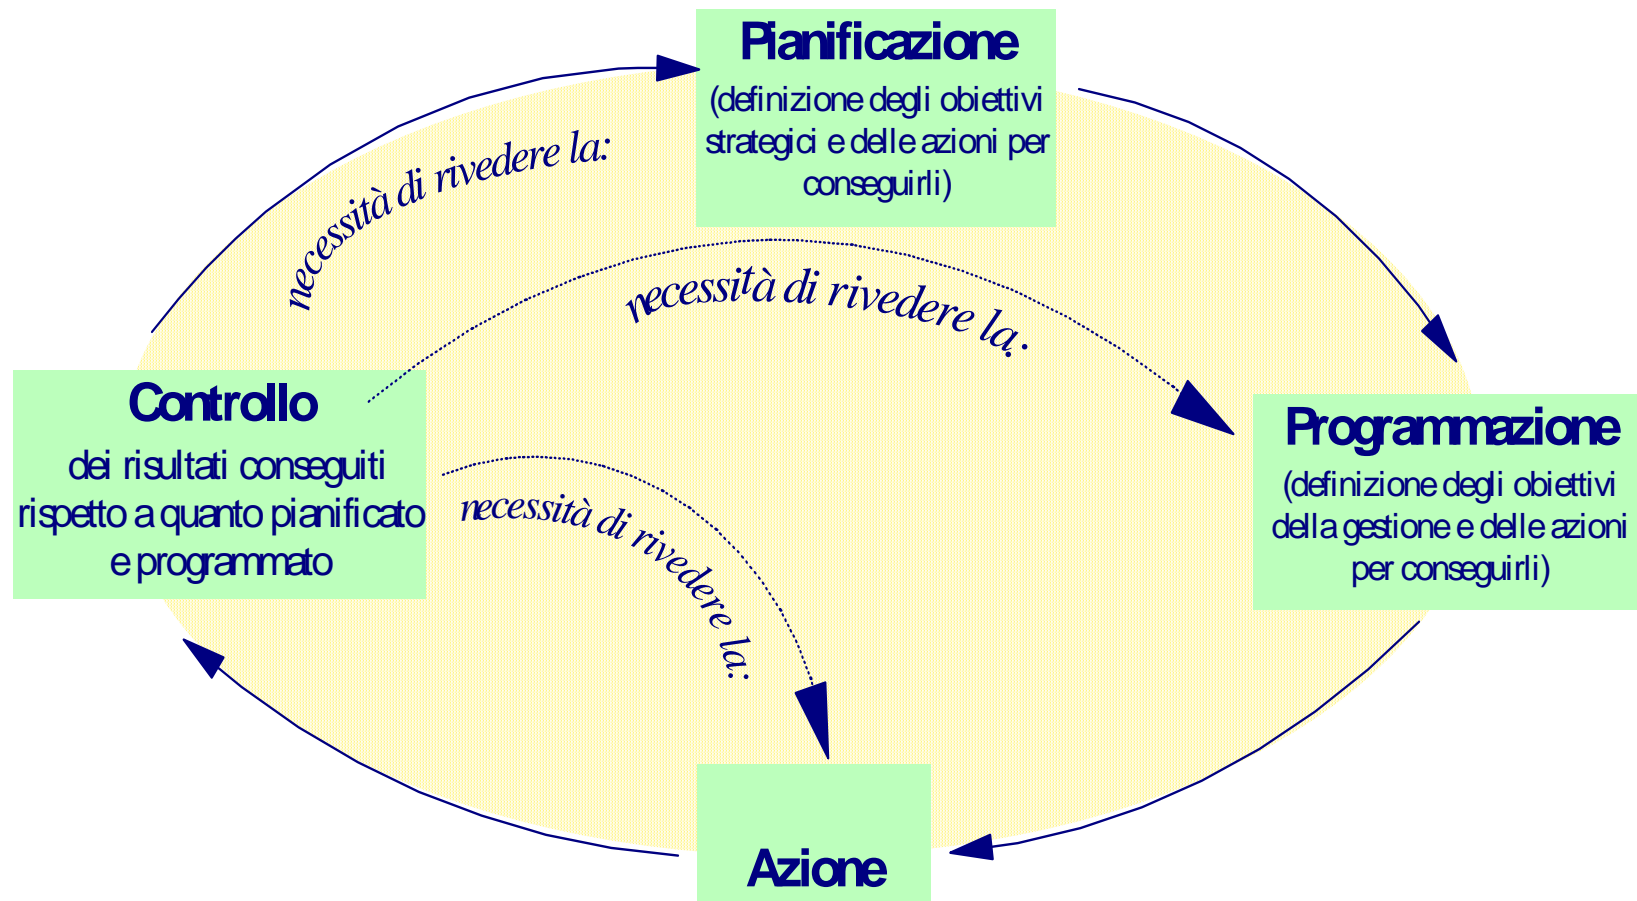 Pianificazione
(definizione degli obiettivi
strategici e delle azioni per
conseguirli)
necessità di rivedere la:
necessità di rivedere la:
Controllo
dei risultati conseguiti
rispetto a quanto pianificato
e programmato
Programmazione
(definizione degli obiettivi
della gestione e delle azioni
per conseguirli)
necessità di rivedere la:
Azione